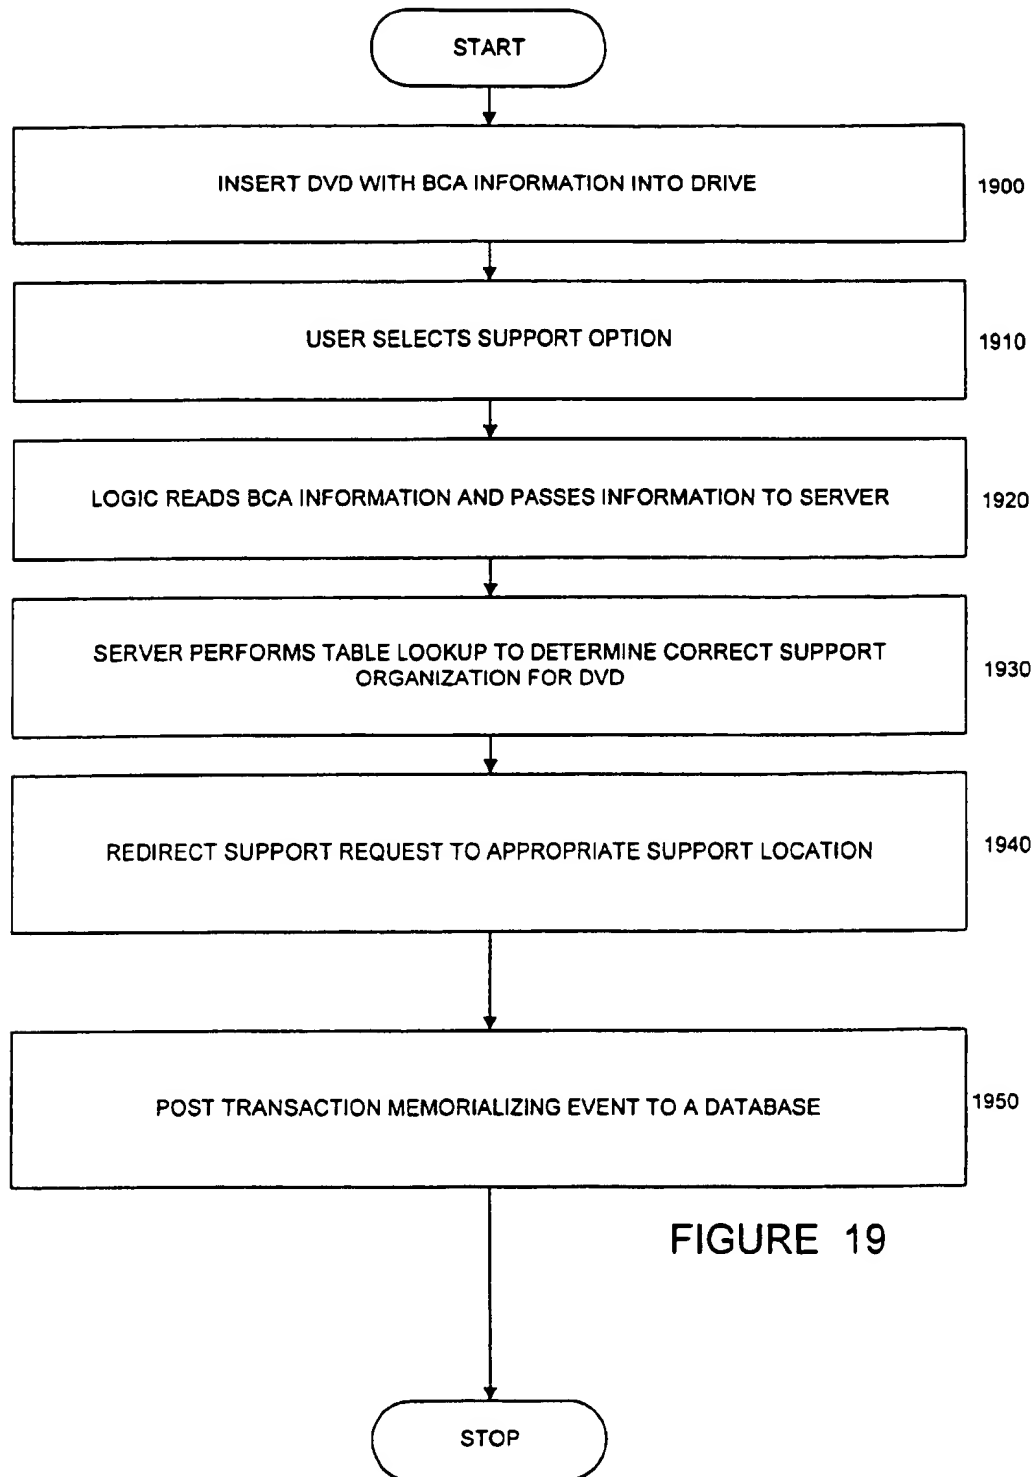 START
INSERT DVD WITH BCA INFORMATION INTO DRIVE
1900
USER SELECTS SUPPORT OPTION
1910
LOGIC READS BCA INFORMATION AND PASSES INFORMATION TO SERVER
1920
SERVER PERFORMS TABLE LOOKUP TO DETERMINE CORRECT SUPPORT
ORGANIZATION FOR DVD
1930
REDIRECT SUPPORT REQUEST TO APPROPRIATE SUPPORT LOCATION
1940
POST TRANSACTION MEMORIALIZING EVENT TO A DATABASE
1950
FIGURE 19
STOP